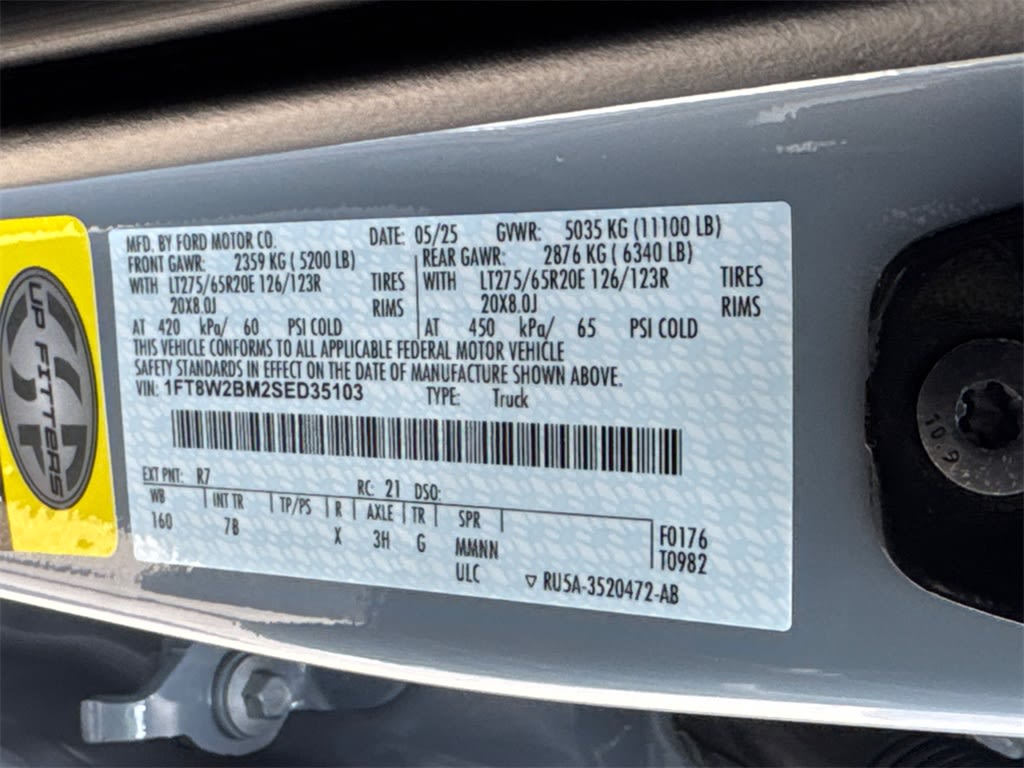 UP FITTERS
MFD. BY FORD MOTOR CO. DATE: 05/25 GVWR: 5035 KG (11100 LB)
FRONT GAWR: 2359 KG ( 5200 LB) REAR GAWR: 2876 KG ( 6340 LB)
WITH LT275/65R20E 126/123R TIRES WITH LT275/65R20E 126/123R TIRES
20X8.0J RIMS 20X8.0J RIMS
AT 420 kPa/ 60 PSI COLD AT 450 kPa/ 65 PSI COLD
THIS VEHICLE CONFORMS TO ALL APPLICABLE FEDERAL MOTOR VEHICLE
SAFETY STANDARDS IN EFFECT ON THE DATE OF MANUFACTURE SHOWN ABOVE.
VIN: 1FT8W2BM2SED35103 TYPE: Truck
EXT PNT: R7 RC: 21 DSO:
WB INT TR TP/PS R AXLE TR SPR
160 7B X 3H G MMNN F0176
ULC T0982
▽ RU5A-3520472-AB
10.9